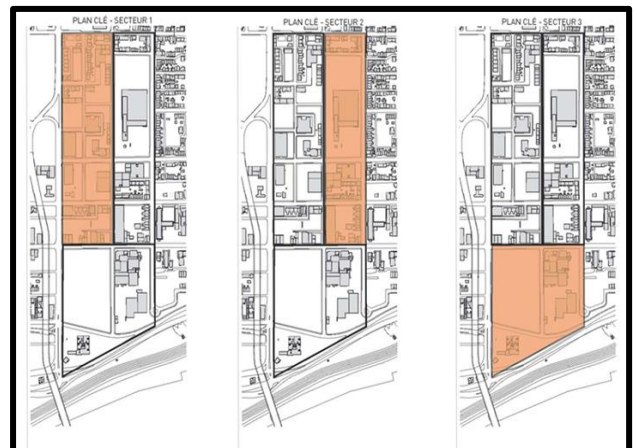 PLAN CLÉ - SECTEUR 1
PLAN CLÉ - SECTEUR 2
PLAN CLÉ - SECTEUR 3